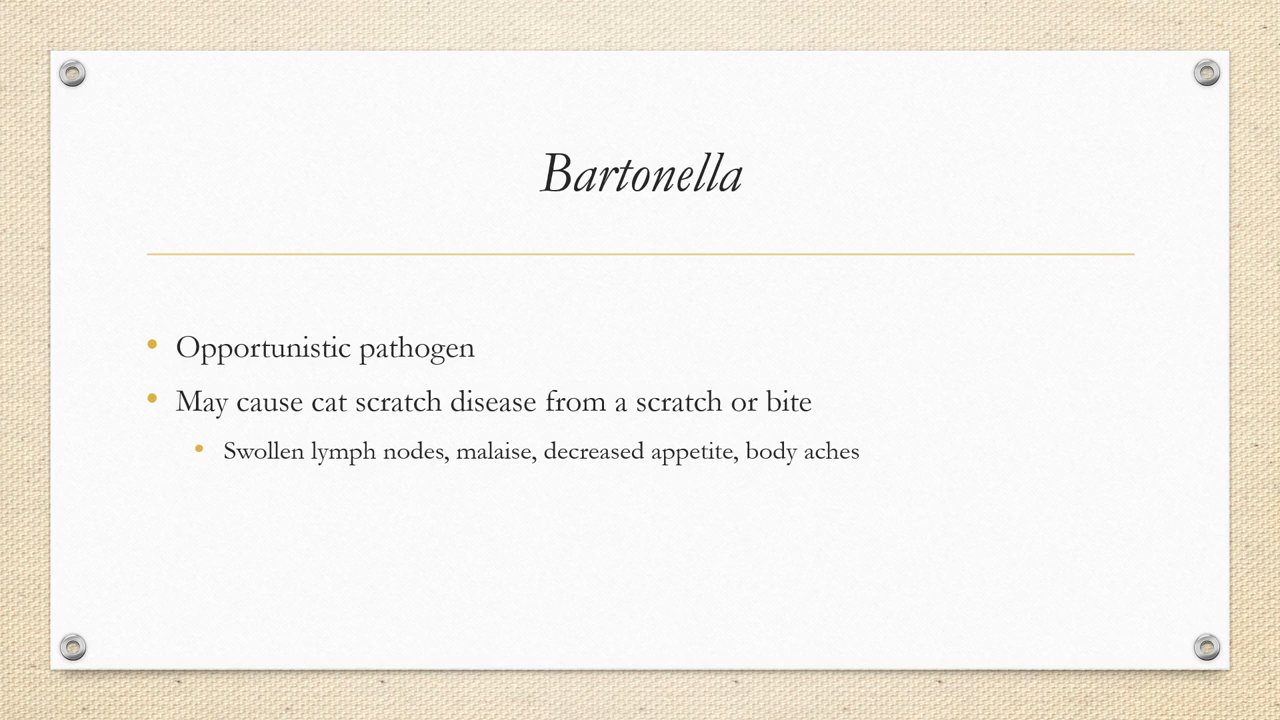 Bartonella
• Opportunistic pathogen
• May cause cat scratch disease from a scratch or bite
• Swollen lymph nodes, malaise, decreased appetite, body aches